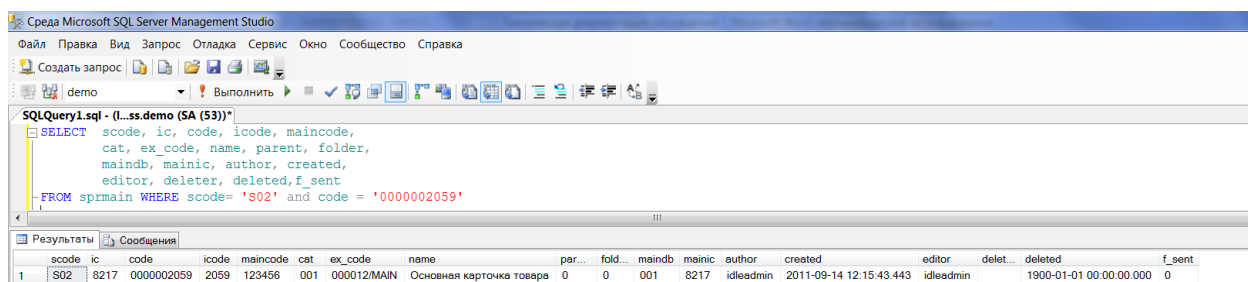 Среда Microsoft SQL Server Management Studio
Файл Правка Вид Запрос Отладка Сервис Окно Сообщество Справка
Создать запрос
demo Выполнить
SQLQuery1.sql - (l...ss.demo (SA (53))*
SELECT scode, ic, code, icode, maincode,
cat, ex_code, name, parent, folder,
maindb, mainic, author, created,
editor, deleter, deleted,f_sent
FROM sprmain WHERE scode= 'S02' and code = '0000002059'
Результаты Сообщения
scode ic code icode maincode cat ex_code name par... fold... maindb mainic author created editor delet... deleted f_sent
1 S02 8217 0000002059 2059 123456 001 000012/MAIN Основная карточка товара 0 0 001 8217 idleadmin 2011-09-14 12:15:43.443 idleadmin 1900-01-01 00:00:00.000 0